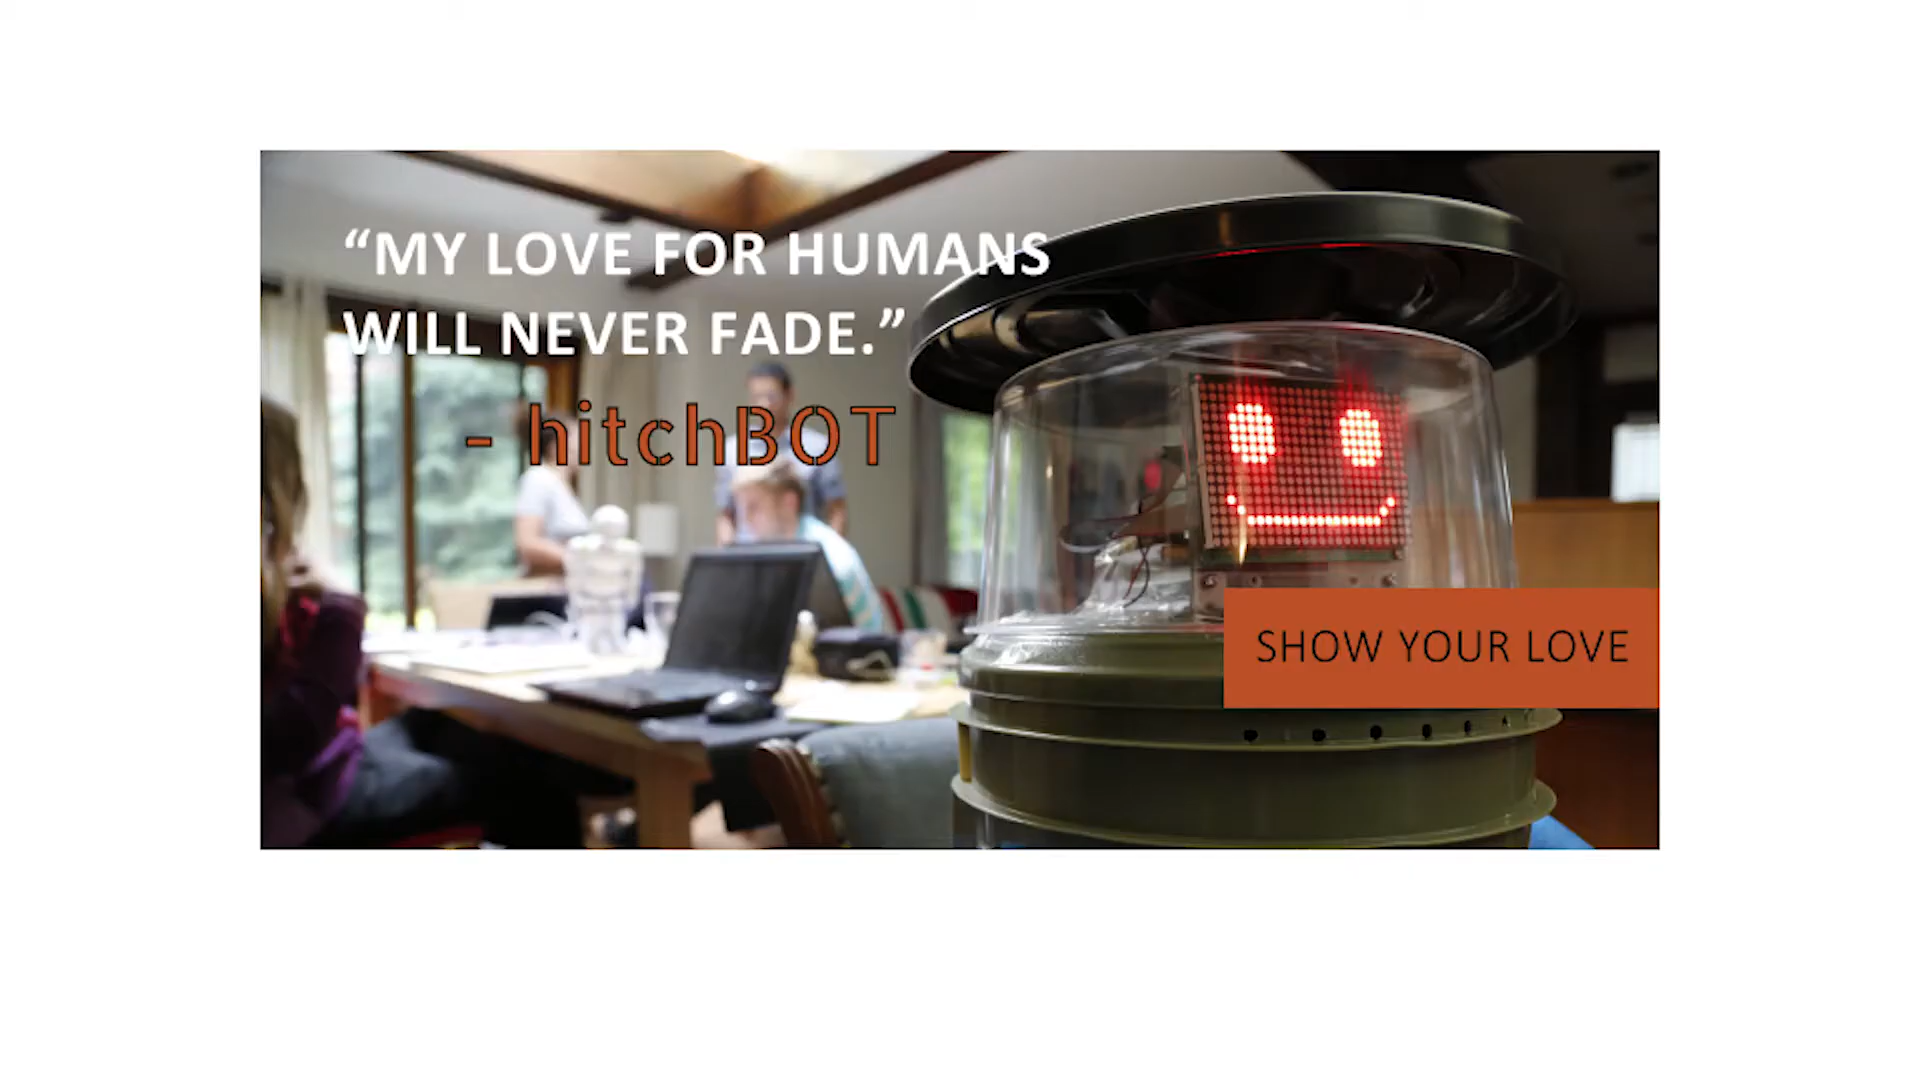 “MY LOVE FOR HUMANS
WILL NEVER FADE.”
- hitchBOT
SHOW YOUR LOVE